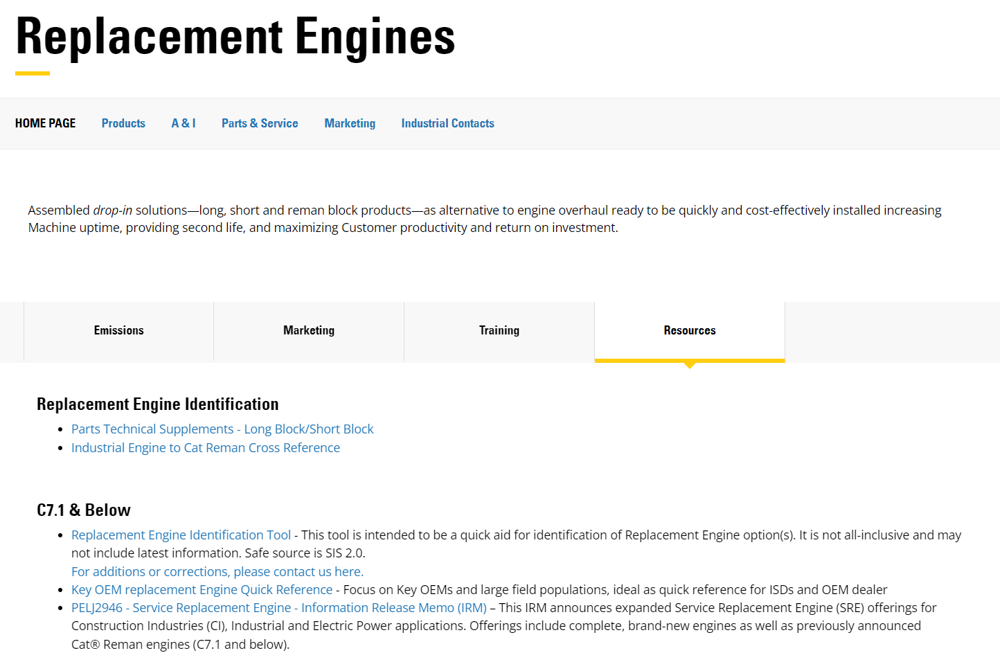 Replacement Engines
HOME PAGE Products A & I Parts & Service Marketing Industrial Contacts
Assembled drop-in solutions—long, short and reman block products—as alternative to engine overhaul ready to be quickly and cost-effectively installed increasing
Machine uptime, providing second life, and maximizing Customer productivity and return on investment.
Emissions Marketing Training Resources
Replacement Engine Identification
• Parts Technical Supplements - Long Block/Short Block
• Industrial Engine to Cat Reman Cross Reference
C7.1 & Below
• Replacement Engine Identification Tool - This tool is intended to be a quick aid for identification of Replacement Engine option(s). It is not all-inclusive and may
not include latest information. Safe source is SIS 2.0.
For additions or corrections, please contact us here.
• Key OEM replacement Engine Quick Reference - Focus on Key OEMs and large field populations, ideal as quick reference for ISDs and OEM dealer
• PELJ2946 - Service Replacement Engine - Information Release Memo (IRM) – This IRM announces expanded Service Replacement Engine (SRE) offerings for
Construction Industries (CI), Industrial and Electric Power applications. Offerings include complete, brand-new engines as well as previously announced
Cat® Reman engines (C7.1 and below).